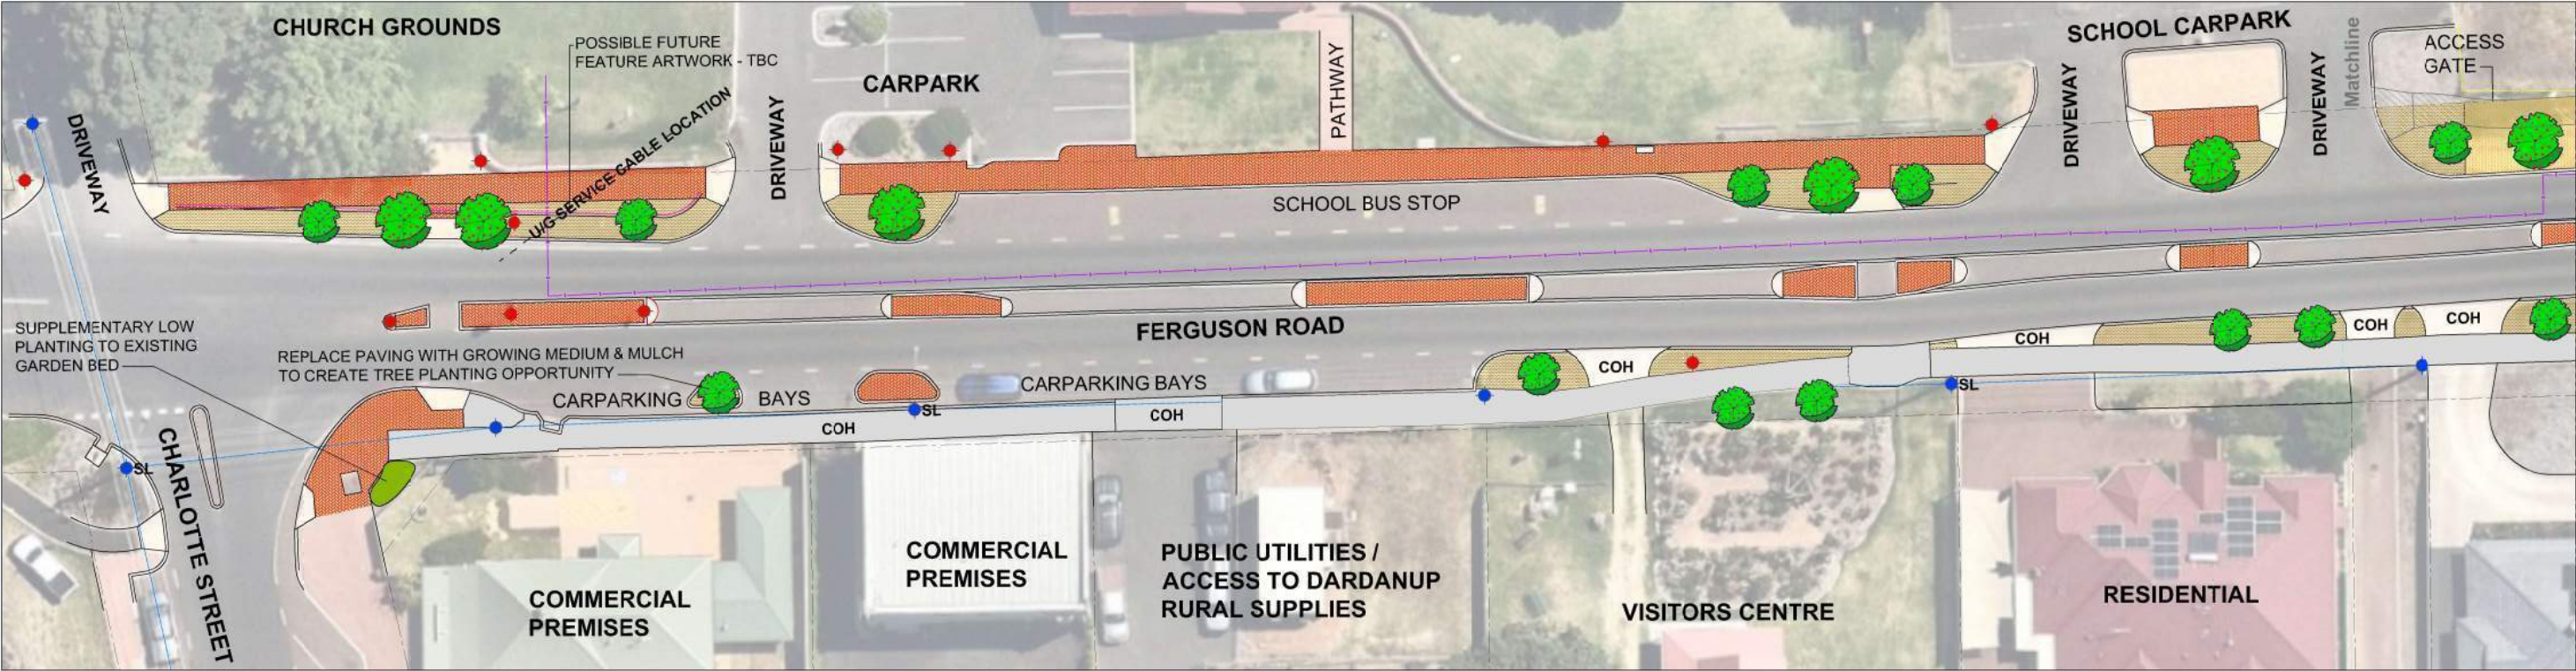 CHURCH GROUNDS
POSSIBLE FUTURE
FEATURE ARTWORK - TBC
U/G SERVICE CABLE LOCATION
DRIVEWAY
DRIVEWAY
CARPARK
PATHWAY
SCHOOL BUS STOP
SCHOOL CARPARK
DRIVEWAY
DRIVEWAY
Matchline
ACCESS
GATE
FERGUSON ROAD
SUPPLEMENTARY LOW
PLANTING TO EXISTING
GARDEN BED
REPLACE PAVING WITH GROWING MEDIUM & MULCH
TO CREATE TREE PLANTING OPPORTUNITY
CARPARKING
BAYS
CARPARKING BAYS
SL
SL
SL
COH
COH
COH
COH
COH
COH
CHARLOTTE STREET
COMMERCIAL
PREMISES
COMMERCIAL
PREMISES
PUBLIC UTILITIES /
ACCESS TO DARDANUP
RURAL SUPPLIES
VISITORS CENTRE
RESIDENTIAL